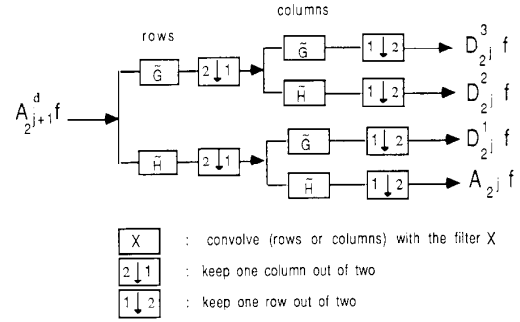 columns
rows
G̃ 1↓2 D³₂ʲ f
G̃ 2↓1
H̃ 1↓2 D²₂ʲ f
Aᵈ₂ʲ⁺¹ f
G̃ 1↓2 D¹₂ʲ f
H̃ 2↓1
H̃ 1↓2 A₂ʲ f
X : convolve (rows or columns) with the filter X
2↓1 : keep one column out of two
1↓2 : keep one row out of two